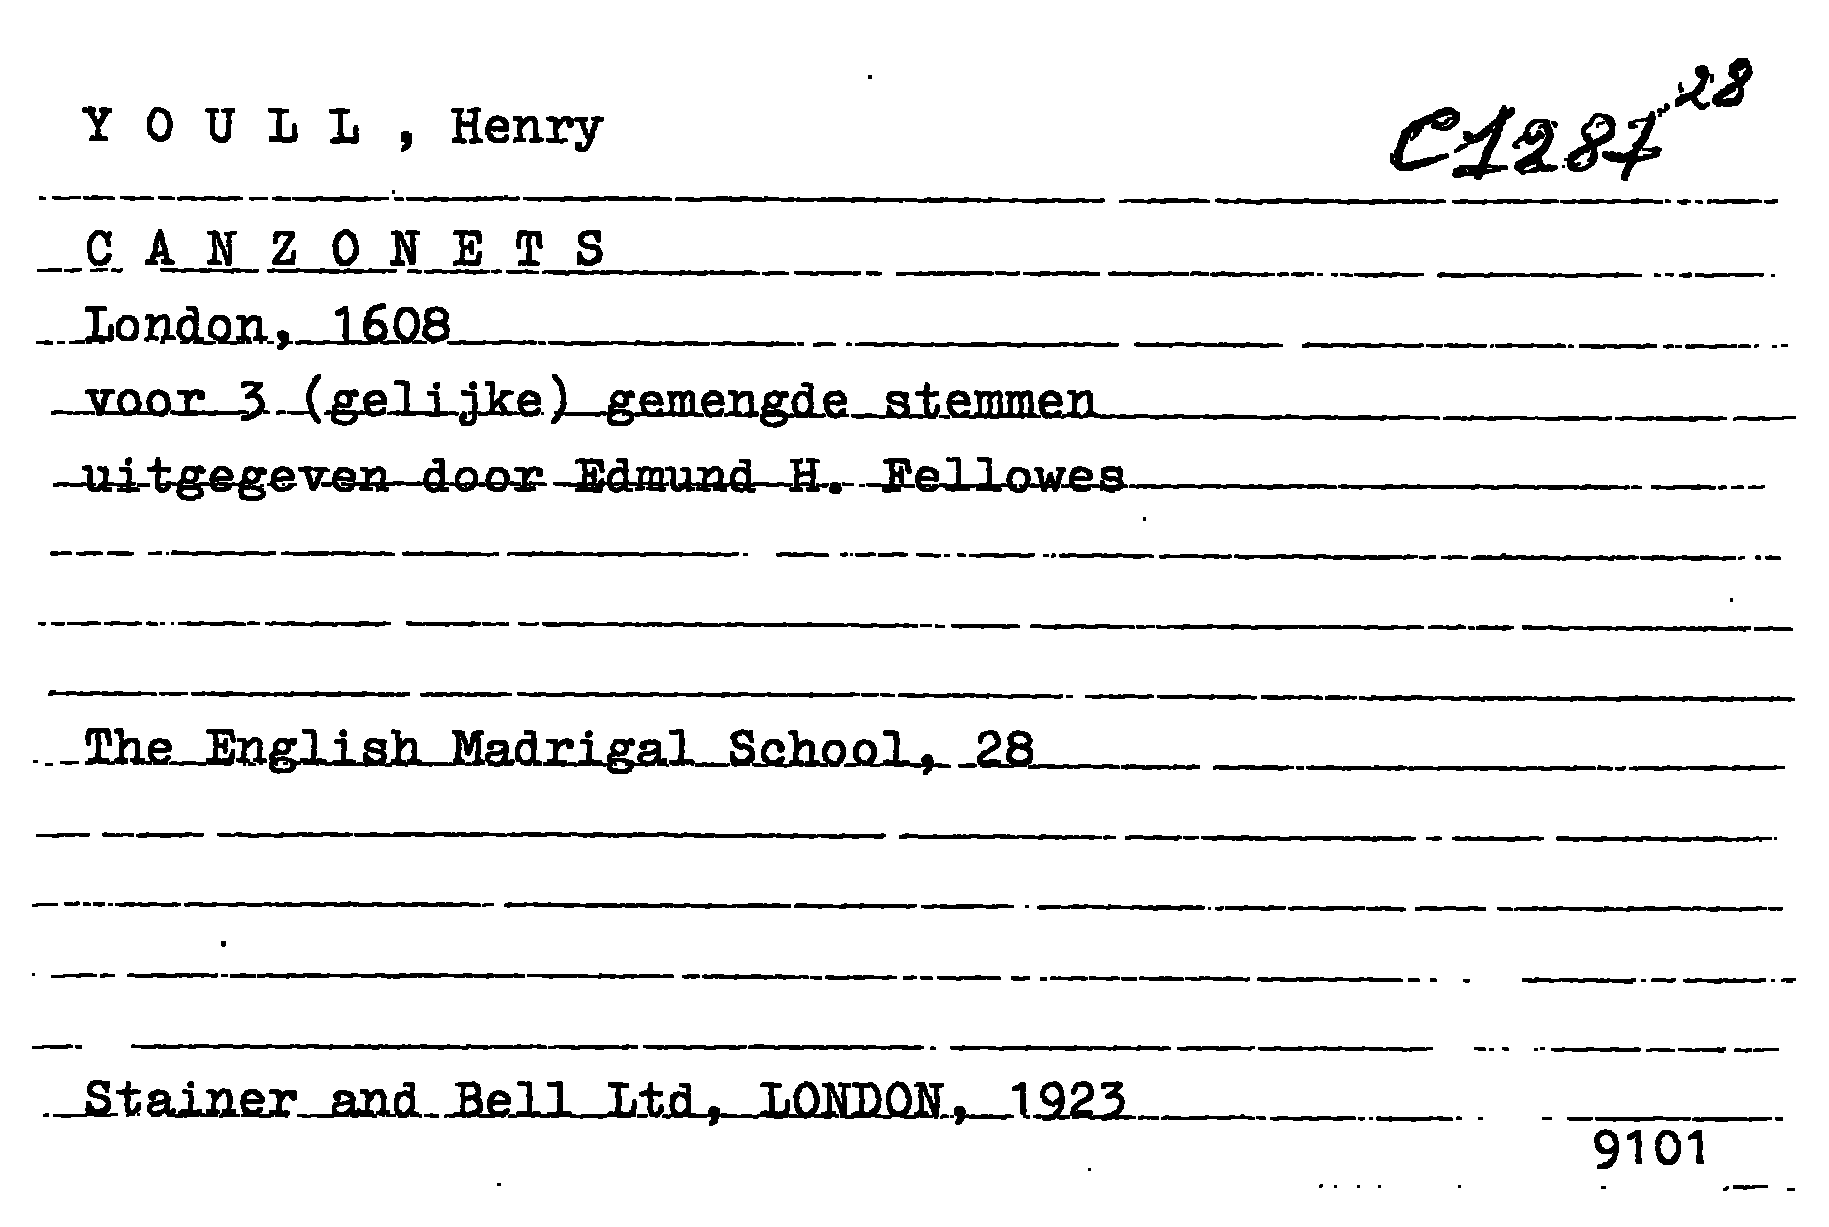 Y O U L L , Henry
C1287 28
C A N Z O N E T S
London, 1608
voor 3 (gelijke) gemengde stemmen
uitgegeven door Edmund H. Fellowes
The English Madrigal School, 28
Stainer and Bell Ltd, LONDON, 1923
9101